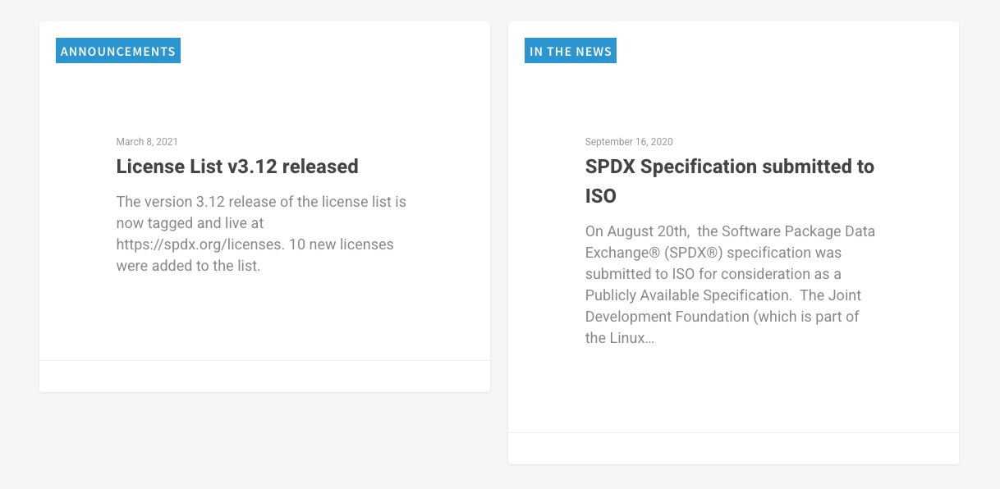 ANNOUNCEMENTS
March 8, 2021
License List v3.12 released
The version 3.12 release of the license list is
now tagged and live at
https://spdx.org/licenses. 10 new licenses
were added to the list.
IN THE NEWS
September 16, 2020
SPDX Specification submitted to
ISO
On August 20th,  the Software Package Data
Exchange® (SPDX®) specification was
submitted to ISO for consideration as a
Publicly Available Specification.  The Joint
Development Foundation (which is part of
the Linux…